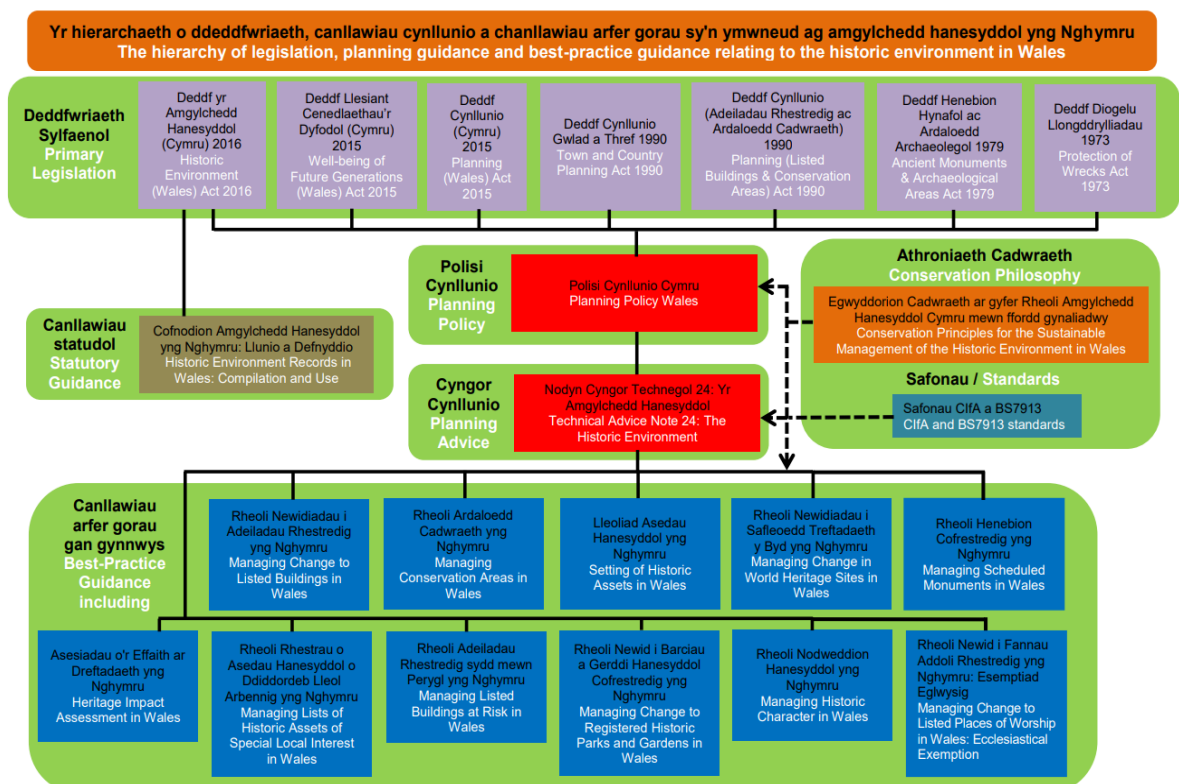 Yr hierarchaeth o ddeddfwriaeth, canllawiau cynllunio a chanllawiau arfer gorau sy'n ymwneud ag amgylchedd hanesyddol yng Nghymru
The hierarchy of legislation, planning guidance and best-practice guidance relating to the historic environment in Wales
Deddfwriaeth
Sylfaenol
Primary
Legislation
Deddf yr
Amgylchedd
Hanesyddol
(Cymru) 2016
Historic
Environment
(Wales) Act 2016
Deddf Llesiant
Cenedlaethau'r
Dyfodol (Cymru)
2015
Well-being of
Future Generations
(Wales) Act 2015
Deddf
Cynllunio
(Cymru)
2015
Planning
(Wales) Act
2015
Deddf Cynllunio
Gwlad a Thref 1990
Town and Country
Planning Act 1990
Deddf Cynllunio
(Adeiladau Rhestredig ac
Ardaloedd Cadwraeth)
1990
Planning (Listed
Buildings & Conservation
Areas) Act 1990
Deddf Henebion
Hynafol ac
Ardaloedd
Archaeolegol 1979
Ancient Monuments
& Archaeological
Areas Act 1979
Deddf Diogelu
Llongddrylliadau
1973
Protection of
Wrecks Act
1973
Polisi
Cynllunio
Planning
Policy
Polisi Cynllunio Cymru
Planning Policy Wales
Athroniaeth Cadwraeth
Conservation Philosophy
Egwyddorion Cadwraeth ar gyfer Rheoli Amgylchedd
Hanesyddol Cymru mewn ffordd gynaliadwy
Conservation Principles for the Sustainable
Management of the Historic Environment in Wales
Safonau / Standards
Safonau CIfA a BS7913
CIfA and BS7913 standards
Canllawiau
statudol
Statutory
Guidance
Cofnodion Amgylchedd Hanesyddol
yng Nghymru: Llunio a Defnyddio
Historic Environment Records in
Wales: Compilation and Use
Cyngor
Cynllunio
Planning
Advice
Nodyn Cyngor Technegol 24: Yr
Amgylchedd Hanesyddol
Technical Advice Note 24: The
Historic Environment
Canllawiau
arfer gorau
gan gynnwys
Best-Practice
Guidance
including
Rheoli Newidiadau i
Adeiladau Rhestredig
yng Nghymru
Managing Change to
Listed Buildings in
Wales
Rheoli Ardaloedd
Cadwraeth yng
Nghymru
Managing
Conservation Areas in
Wales
Lleoliad Asedau
Hanesyddol yng
Nghymru
Setting of Historic
Assets in Wales
Rheoli Newidiadau i
Safleoedd Treftadaeth
y Byd yng Nghymru
Managing Change in
World Heritage Sites in
Wales
Rheoli Henebion
Cofrestredig yng
Nghymru
Managing Scheduled
Monuments in Wales
Asesiadau o'r Effaith ar
Dreftadaeth yng
Nghymru
Heritage Impact
Assessment in Wales
Rheoli Rhestrau o
Asedau Hanesyddol o
Ddiddordeb Lleol
Arbennig yng Nghymru
Managing Lists of
Historic Assets of
Special Local Interest
in Wales
Rheoli Adeiladau
Rhestredig sydd mewn
Perygl yng Nghymru
Managing Listed
Buildings at Risk in
Wales
Rheoli Newid i Barciau
a Gerddi Hanesyddol
Cofrestredig yng
Nghymru
Managing Change to
Registered Historic
Parks and Gardens in
Wales
Rheoli Nodweddion
Hanesyddol yng
Nghymru
Managing Historic
Character in Wales
Rheoli Newid i Fannau
Addoli Rhestredig yng
Nghymru: Esemptiad
Eglwysig
Managing Change to
Listed Places of Worship
in Wales: Ecclesiastical
Exemption